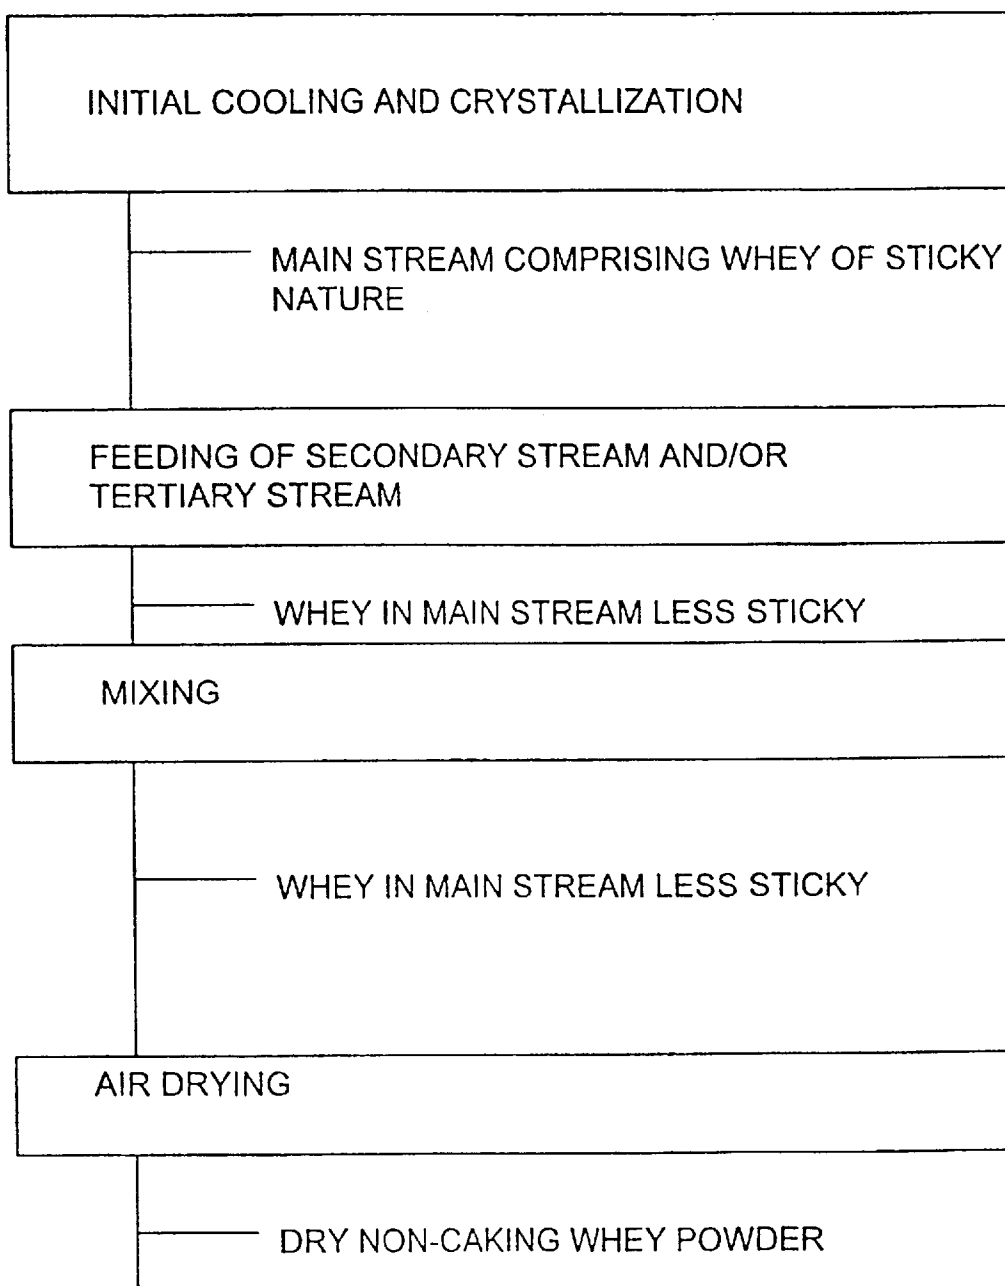 INITIAL COOLING AND CRYSTALLIZATION
MAIN STREAM COMPRISING WHEY OF STICKY
NATURE
FEEDING OF SECONDARY STREAM AND/OR
TERTIARY STREAM
WHEY IN MAIN STREAM LESS STICKY
MIXING
WHEY IN MAIN STREAM LESS STICKY
AIR DRYING
DRY NON-CAKING WHEY POWDER